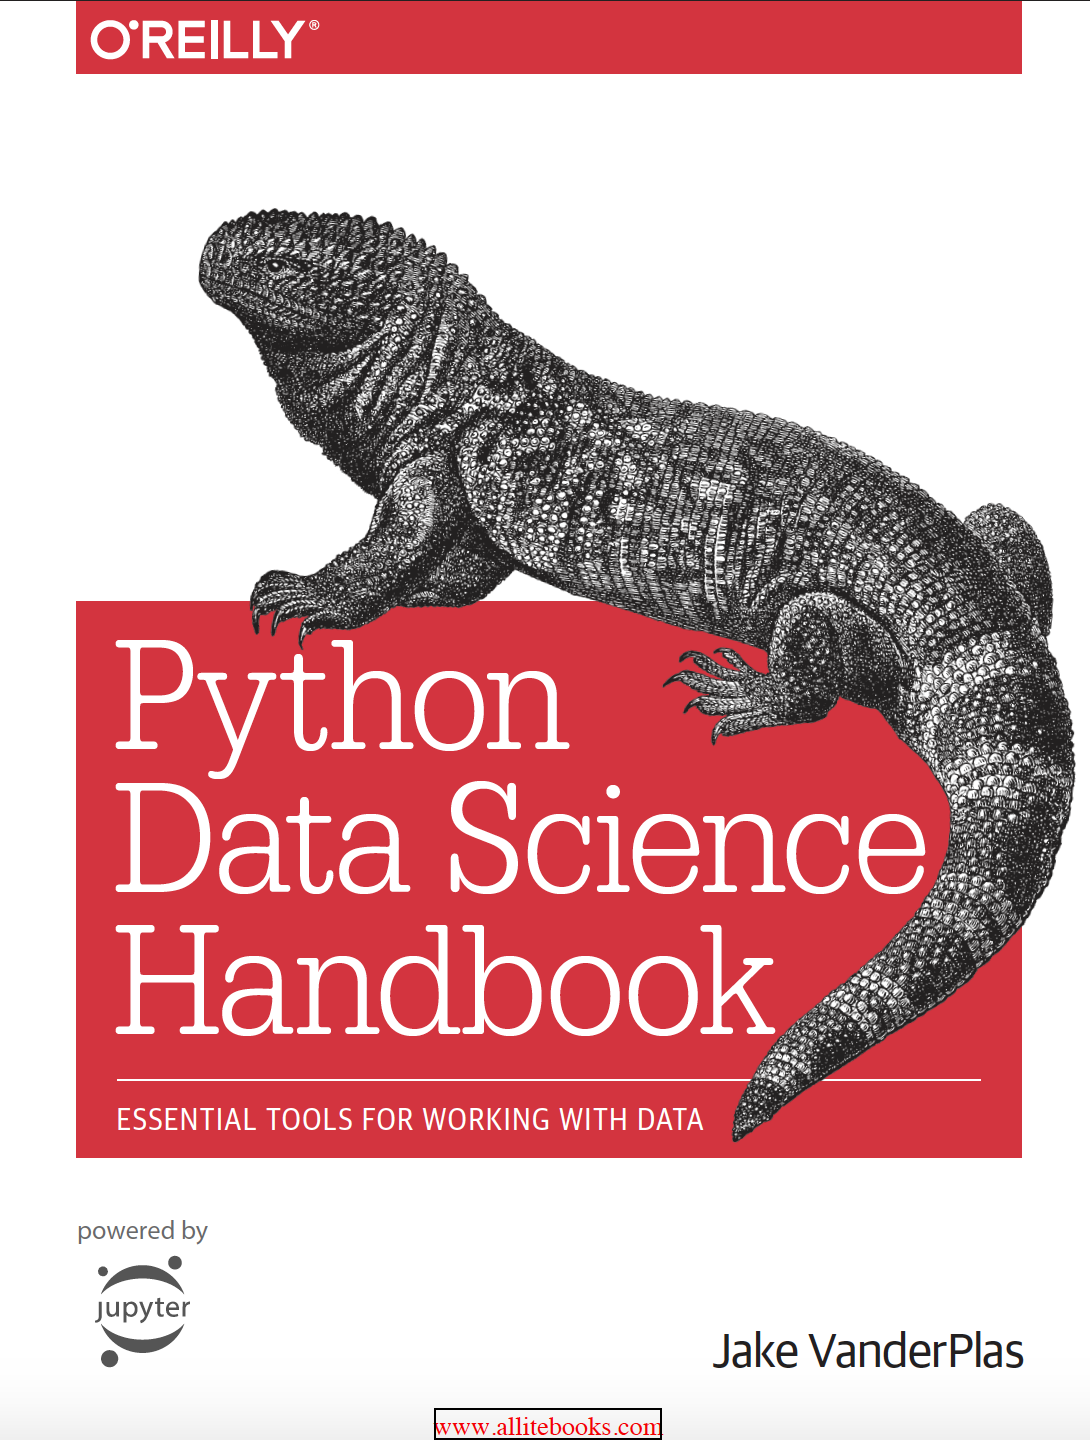 O'REILLY®
Python
Data Science
Handbook
ESSENTIAL TOOLS FOR WORKING WITH DATA
powered by
jupyter
Jake VanderPlas
www.allitebooks.com